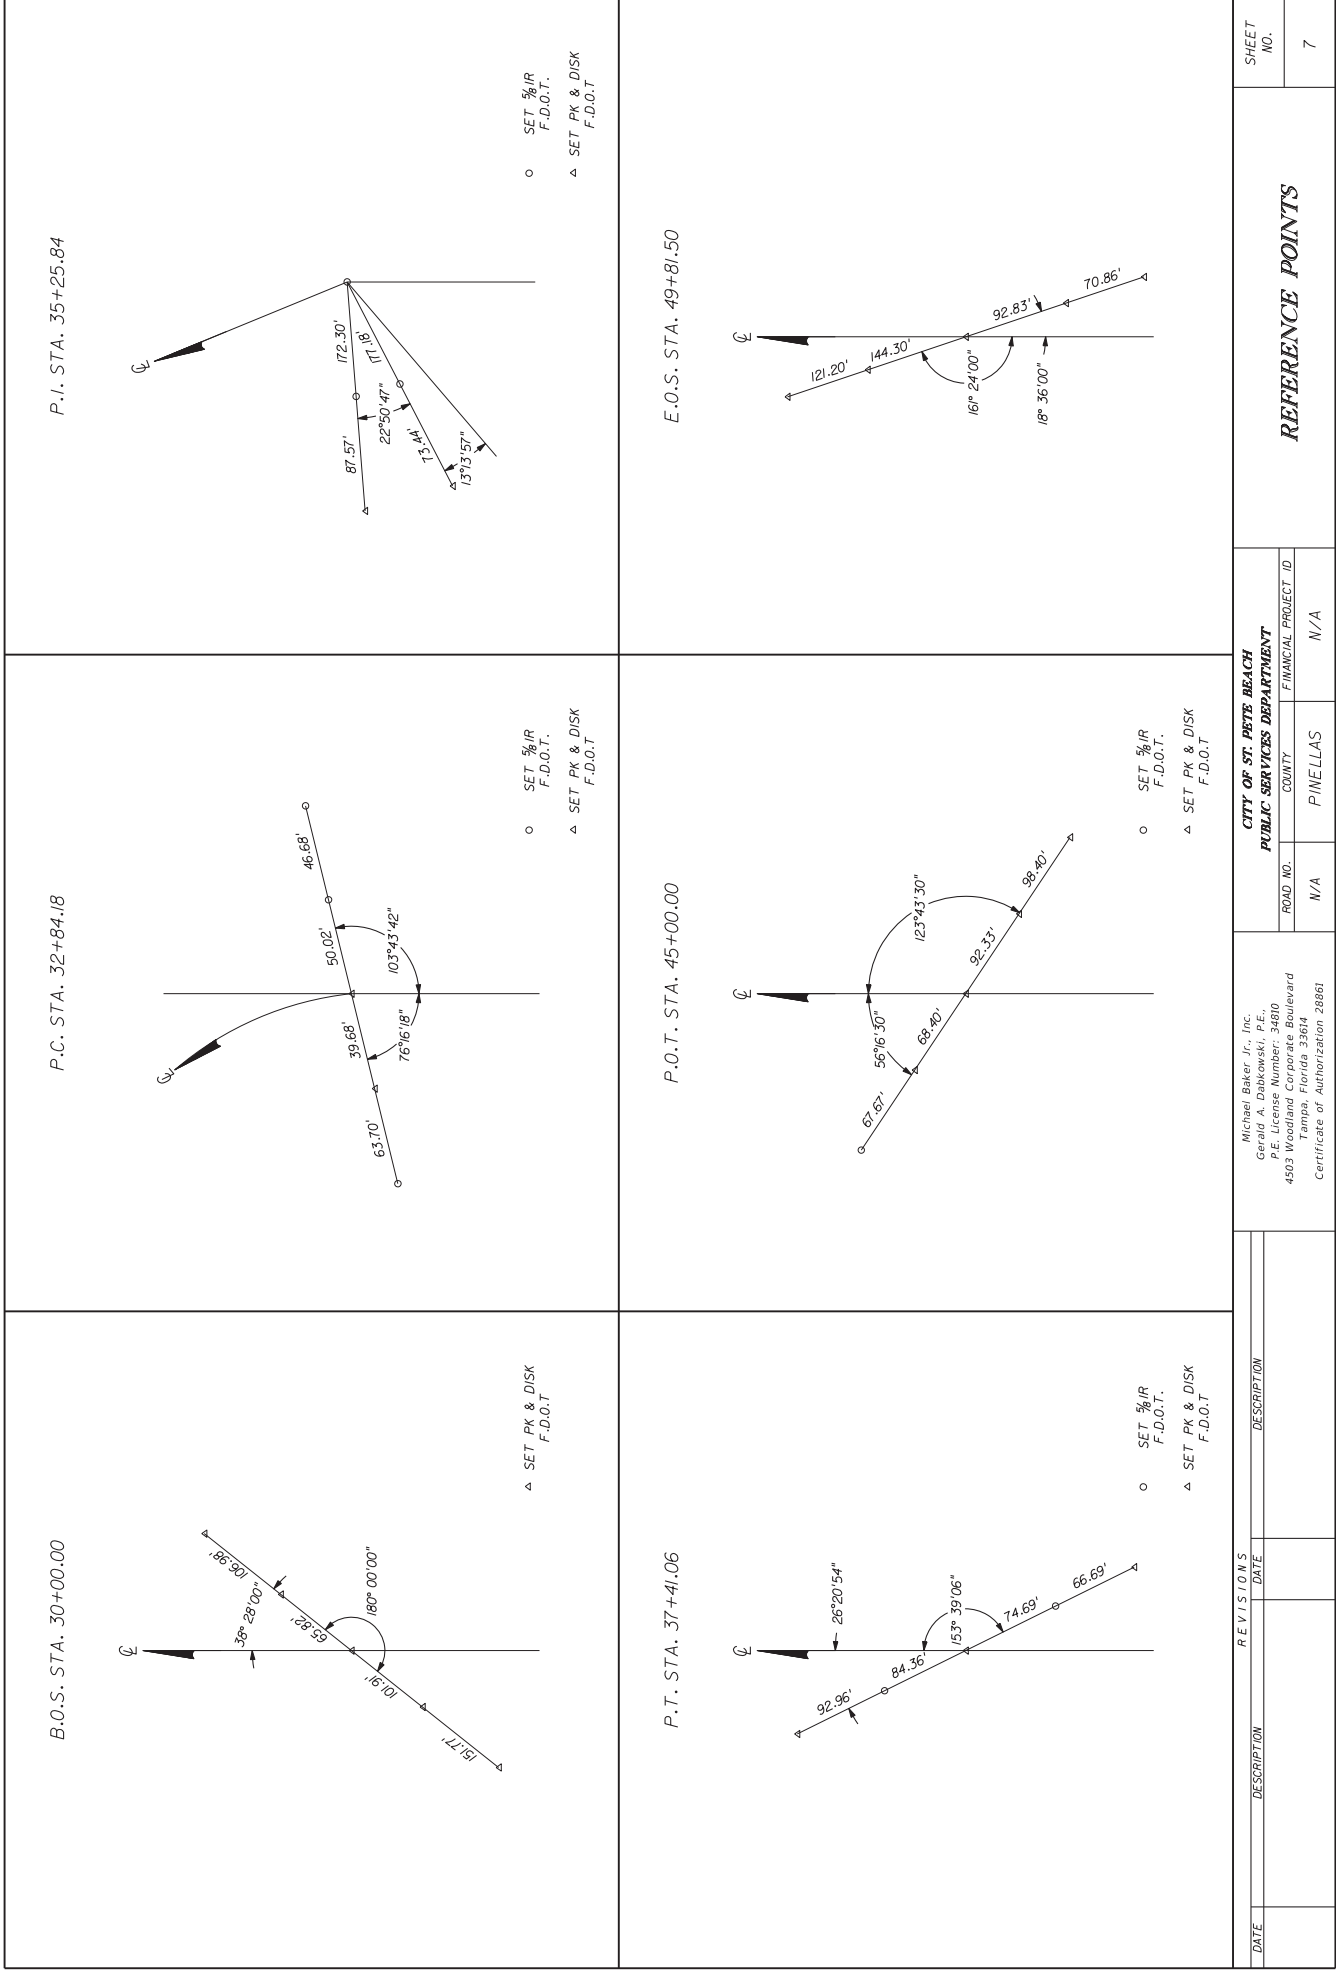 B.O.S. STA. 30+00.00
℄
106.98'
38° 28'00"
65.82'
180° 00'00"
101.91'
151.77'
SET PK & DISK
F.D.O.T
P.C. STA. 32+84.18
℄
46.68'
50.02'
103°43'42"
39.68'
76°16'18"
63.70'
SET 5/8 IR
F.D.O.T.
SET PK & DISK
F.D.O.T
P.I. STA. 35+25.84
℄
172.30'
177.18'
87.57'
22°50'47"
73.44'
13°13'57"
SET 5/8 IR
F.D.O.T.
SET PK & DISK
F.D.O.T
P.T. STA. 37+41.06
℄
26°20'54"
92.96'
84.36'
153° 39'06"
74.69'
66.69'
SET 5/8 IR
F.D.O.T.
SET PK & DISK
F.D.O.T
P.O.T. STA. 45+00.00
℄
123°43'30"
56°16'30"
67.67'
68.40'
92.33'
98.40'
SET 5/8 IR
F.D.O.T.
SET PK & DISK
F.D.O.T
E.O.S. STA. 49+81.50
℄
121.20'
144.30'
92.83'
70.86'
161° 24'00"
18° 36'00"
REVISIONS
DATE DESCRIPTION DATE DESCRIPTION
Michael Baker Jr., Inc.
Gerald A. Dabkowski, P.E.,
P.E. License Number: 34810
4503 Woodland Corporate Boulevard
Tampa, Florida 33614
Certificate of Authorization 28861
CITY OF ST. PETE BEACH
PUBLIC SERVICES DEPARTMENT
ROAD NO. COUNTY FINANCIAL PROJECT ID
N/A PINELLAS N/A
REFERENCE POINTS
SHEET
NO.
7